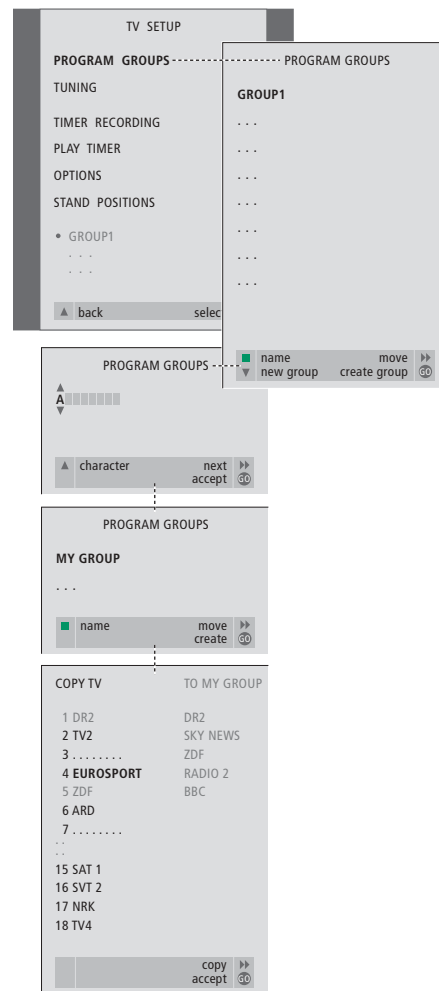 TV SETUP
PROGRAM GROUPS
TUNING
TIMER RECORDING
PLAY TIMER
OPTIONS
STAND POSITIONS
• GROUP1
. . .
. . .
▲ back selec
PROGRAM GROUPS
GROUP1
. . .
. . .
. . .
. . .
. . .
. . .
. . .
name move
new group create group GO
PROGRAM GROUPS
A
character next
accept GO
PROGRAM GROUPS
MY GROUP
. . .
name move
create GO
COPY TV TO MY GROUP
1 DR2 DR2
2 TV2 SKY NEWS
3 . . . . . . . . ZDF
4 EUROSPORT RADIO 2
5 ZDF BBC
6 ARD
7 . . . . . . . .
. .
. .
15 SAT 1
16 SVT 2
17 NRK
18 TV4
copy
accept GO